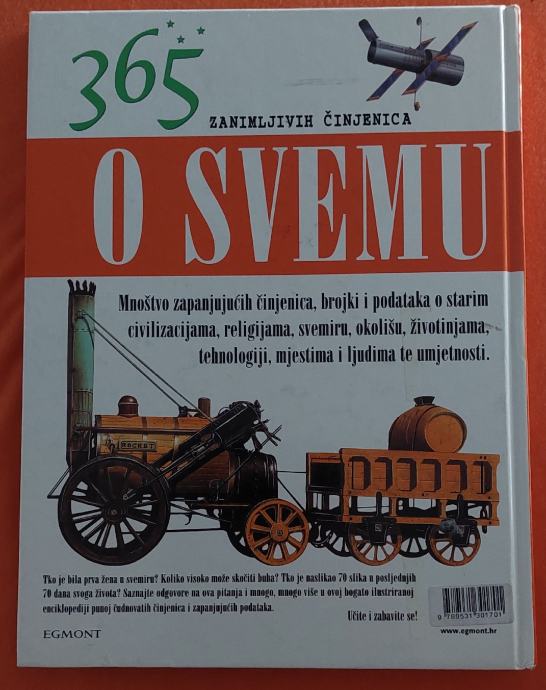 365
ZANIMLJIVIH ČINJENICA
O SVEMU
Mnoštvo zapanjujućih činjenica, brojki i podataka o starim
civilizacijama, religijama, svemiru, okolišu, životinjama,
tehnologiji, mjestima i ljudima te umjetnosti.
ROCKET
Tko je bila prva žena u svemiru? Koliko visoko može skočiti buha? Tko je naslikao 70 slika u posljednjih
70 dana svoga života? Saznajte odgovore na ova pitanja i mnogo, mnogo više u ovoj bogato ilustriranoj
enciklopediji punoj čudnovatih činjenica i zapanjujućih podataka.
Učite i zabavite se!
9 789531 301701
EGMONT
www.egmont.hr